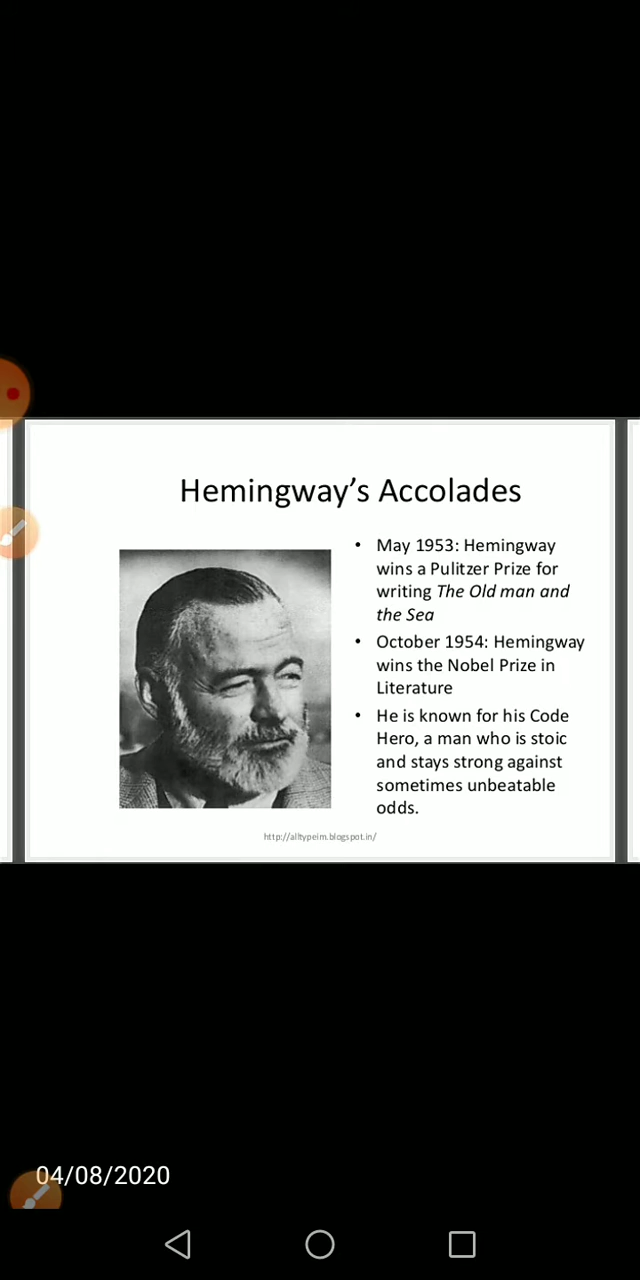 Hemingway’s Accolades
• May 1953: Hemingway
wins a Pulitzer Prize for
writing The Old man and
the Sea
• October 1954: Hemingway
wins the Nobel Prize in
Literature
• He is known for his Code
Hero, a man who is stoic
and stays strong against
sometimes unbeatable
odds.
http://alltypeim.blogspot.in/
04/08/2020